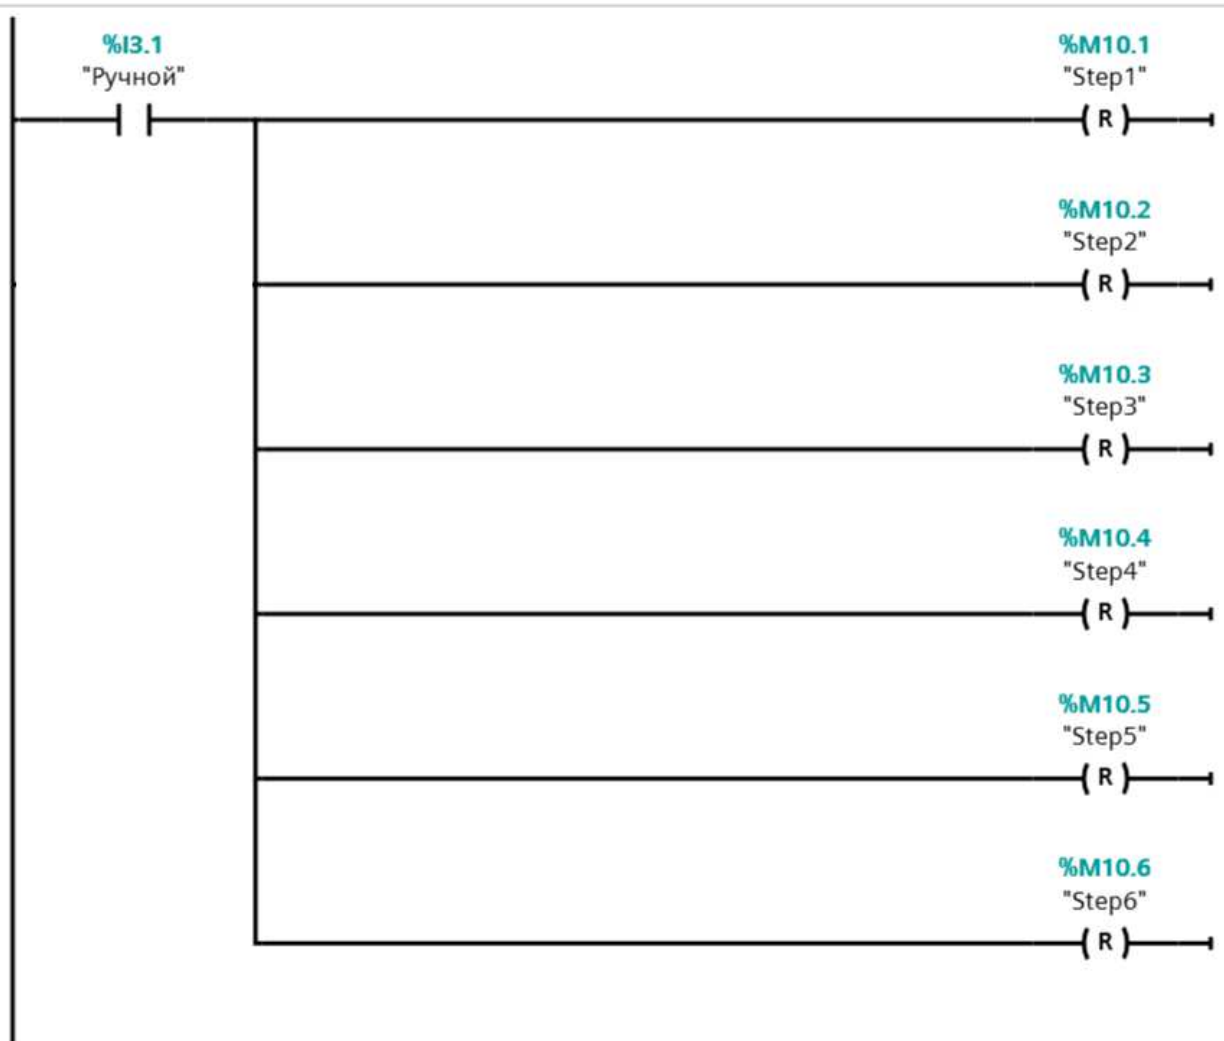 %I3.1
"Ручной"
%M10.1
"Step1"
( R )
%M10.2
"Step2"
( R )
%M10.3
"Step3"
( R )
%M10.4
"Step4"
( R )
%M10.5
"Step5"
( R )
%M10.6
"Step6"
( R )